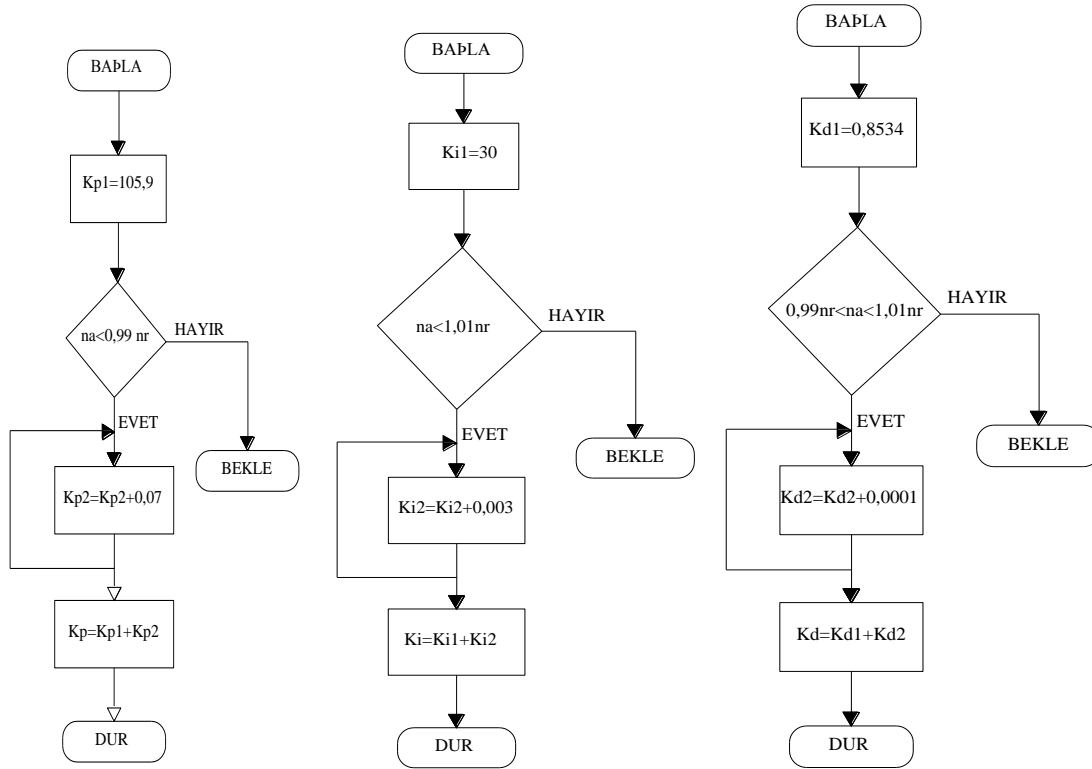 BAÞLA
Kp1=105,9
na<0,99 nr
HAYIR
EVET
BEKLE
Kp2=Kp2+0,07
Kp=Kp1+Kp2
DUR
BAÞLA
Ki1=30
na<1,01nr
HAYIR
EVET
BEKLE
Ki2=Ki2+0,003
Ki=Ki1+Ki2
DUR
BAÞLA
Kd1=0,8534
0,99nr<na<1,01nr
HAYIR
EVET
BEKLE
Kd2=Kd2+0,0001
Kd=Kd1+Kd2
DUR